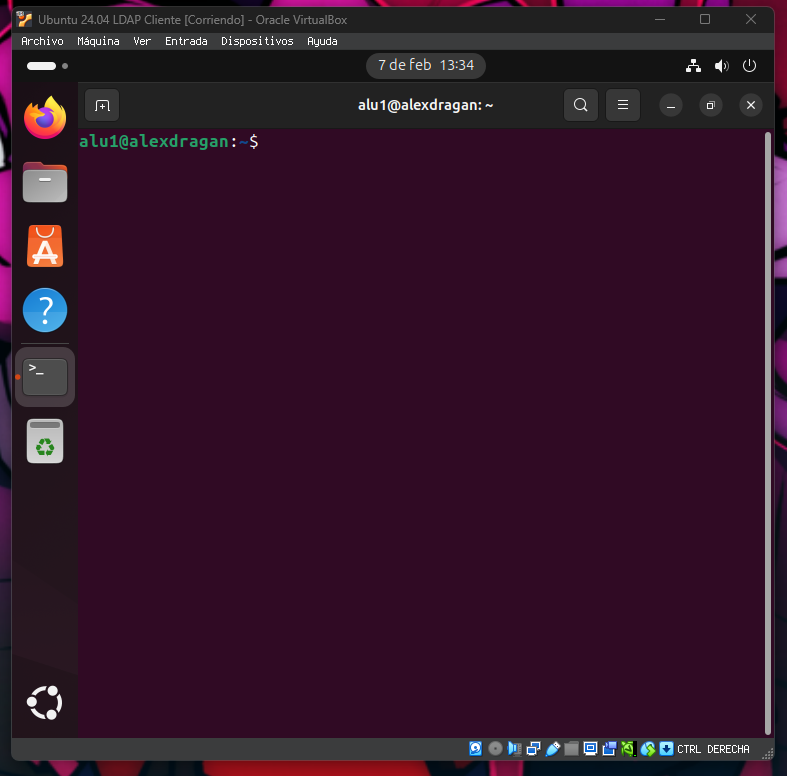 Ubuntu 24.04 LDAP Cliente [Corriendo] - Oracle VirtualBox
Archivo Máquina Ver Entrada Dispositivos Ayuda
7 de feb 13:34
alu1@alexdragan: ~
alu1@alexdragan:~$
>_
CTRL DERECHA